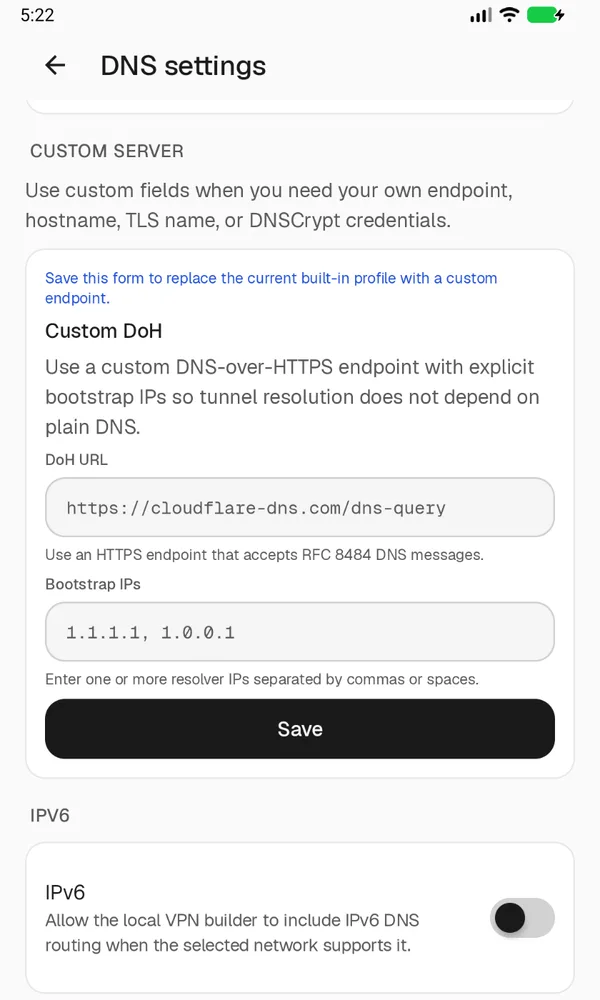 5:22
DNS settings
CUSTOM SERVER
Use custom fields when you need your own endpoint,
hostname, TLS name, or DNSCrypt credentials.
Save this form to replace the current built-in profile with a custom
endpoint.
Custom DoH
Use a custom DNS-over-HTTPS endpoint with explicit
bootstrap IPs so tunnel resolution does not depend on
plain DNS.
DoH URL
https://cloudflare-dns.com/dns-query
Use an HTTPS endpoint that accepts RFC 8484 DNS messages.
Bootstrap IPs
1.1.1.1, 1.0.0.1
Enter one or more resolver IPs separated by commas or spaces.
Save
IPV6
IPv6
Allow the local VPN builder to include IPv6 DNS
routing when the selected network supports it.